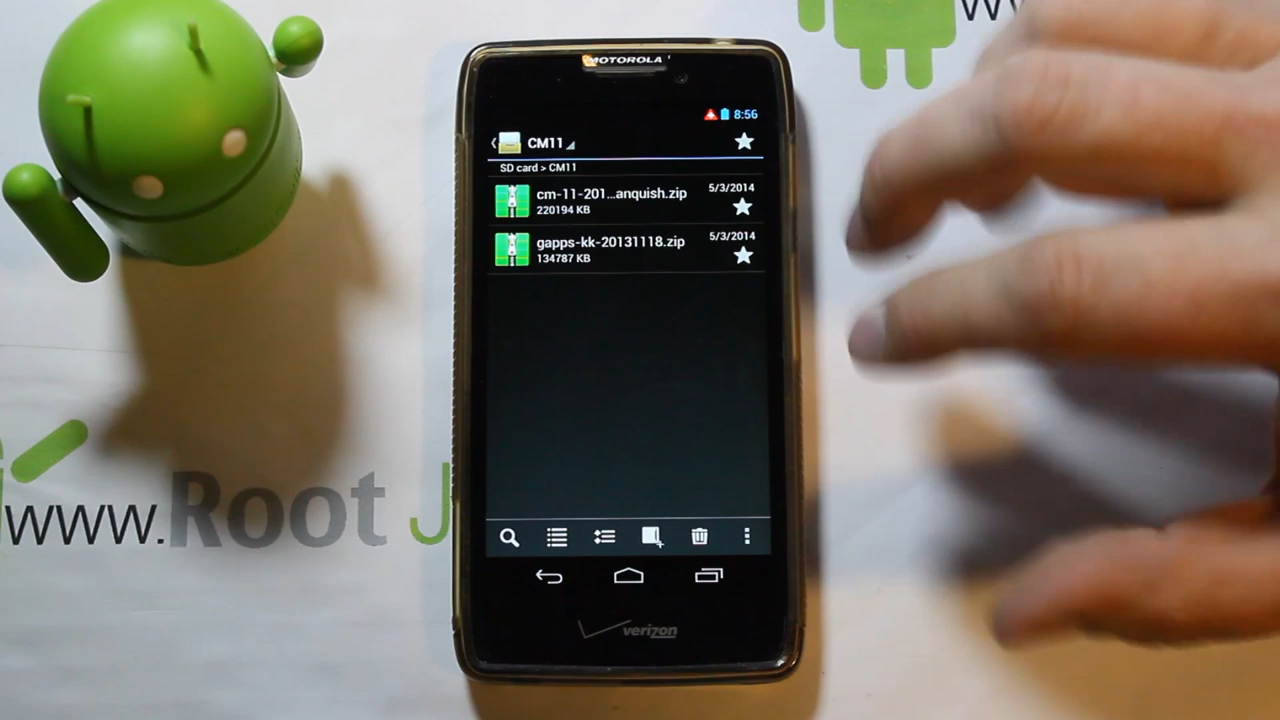 MOTOROLA
8:56
CM11
SD card > CM11
cm-11-201...anquish.zip
5/3/2014
220194 KB
gapps-kk-20131118.zip
5/3/2014
134787 KB
www.Root J
verizon